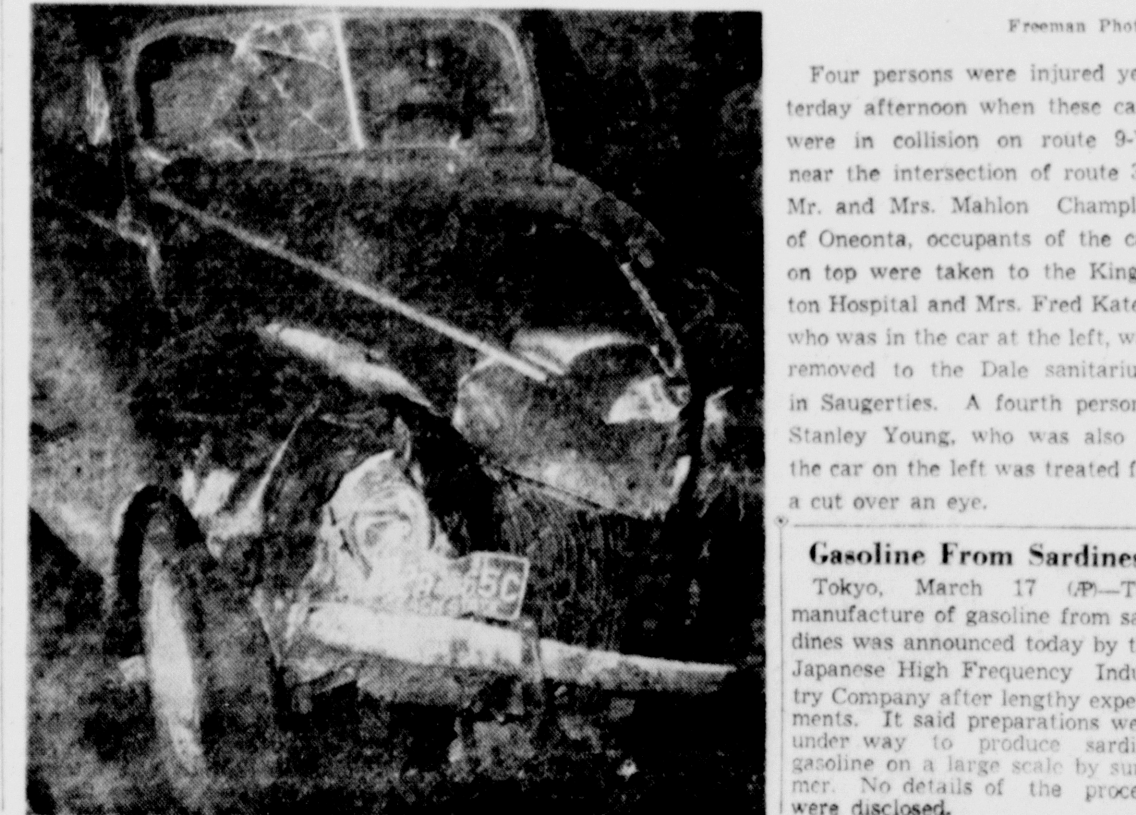 Freeman Phot
Four persons were injured ye
terday afternoon when these ca
were in collision on route 9-
near the intersection of route 3
Mr. and Mrs. Mahlon Champl
of Oneonta, occupants of the c
on top were taken to the King
ton Hospital and Mrs. Fred Kate
who was in the car at the left, w
removed to the Dale sanitariu
in Saugerties. A fourth person
Stanley Young, who was also
the car on the left was treated f
a cut over an eye.
Gasoline From Sardines
Tokyo, March 17 (AP)—T
manufacture of gasoline from sa
dines was announced today by t
Japanese High Frequency Indu
try Company after lengthy expe
ments. It said preparations we
under way to produce sardi
gasoline on a large scale by su
mer. No details of the proce
were disclosed.